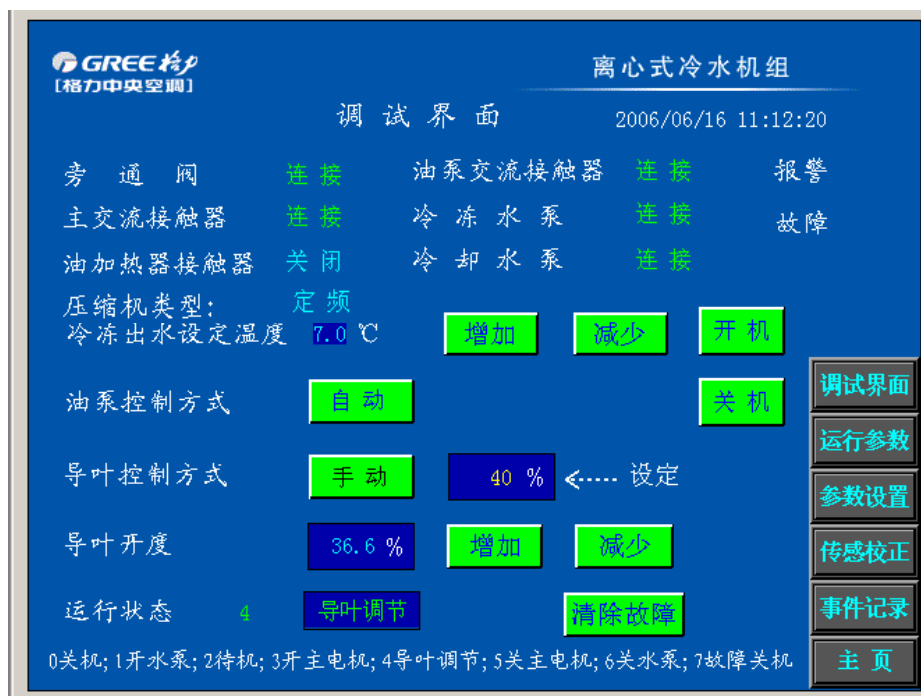 GREE格力
[格力中央空调]
离心式冷水机组
调试界面
2006/06/16 11:12:20
旁通阀 连接 油泵交流接触器 连接 报警
主交流接触器 连接 冷冻水泵 连接 故障
油加热器接触器 关闭 冷却水泵 连接
压缩机类型: 定频
冷冻出水设定温度 7.0 ℃ 增加 减少 开机
油泵控制方式 自动 关机
导叶控制方式 手动 40 % <----- 设定
导叶开度 36.6 % 增加 减少
运行状态 4 导叶调节 清除故障
0关机;1开水泵;2待机;3开主电机;4导叶调节;5关主电机;6关水泵;7故障关机
调试界面
运行参数
参数设置
传感校正
事件记录
主页